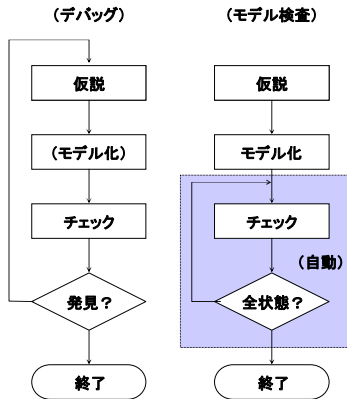 (デバッグ)
仮説
(モデル化)
チェック
発見?
終了
(モデル検査)
仮説
モデル化
チェック
(自動)
全状態?
終了